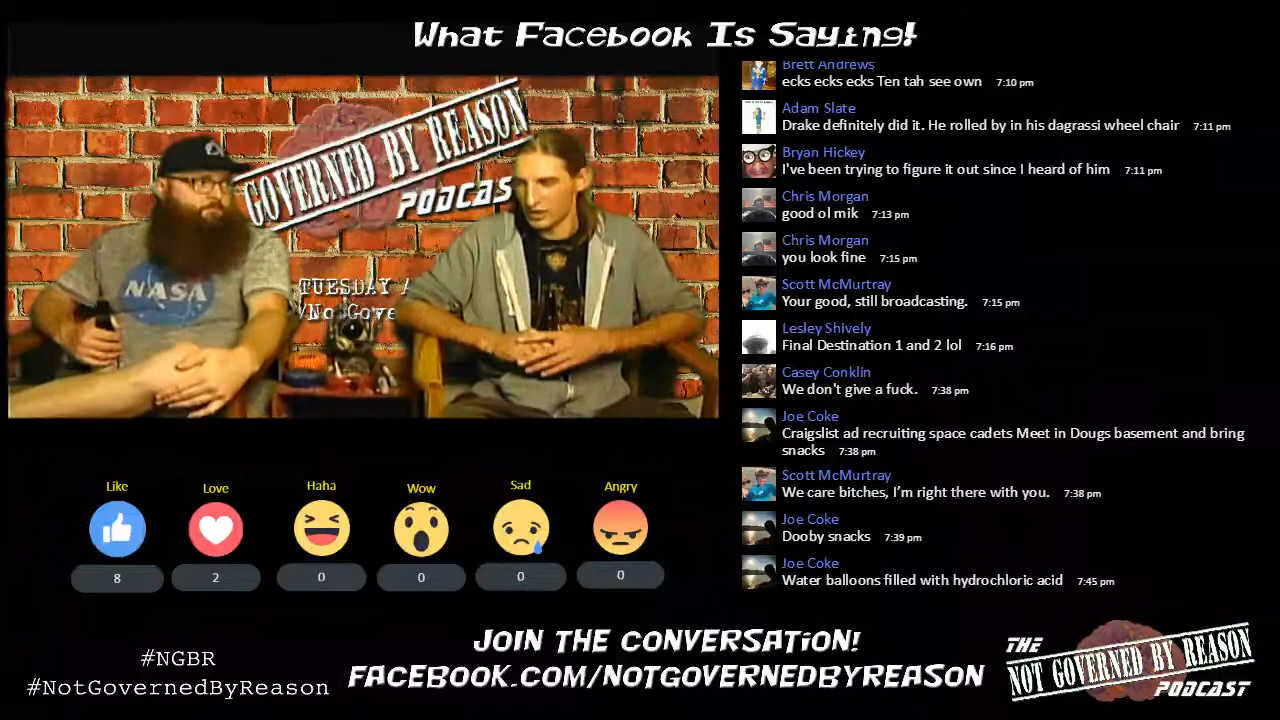 What Facebook Is Saying!
GOVERNED BY REASON
PODCAST
NASA
TUESDAY
Brett Andrews
ecks ecks ecks Ten tah see own 7:10 pm
Adam Slate
Drake definitely did it. He rolled by in his dagrassi wheel chair 7:11 pm
Bryan Hickey
I've been trying to figure it out since I heard of him 7:11 pm
Chris Morgan
good ol mik 7:13 pm
Chris Morgan
you look fine 7:15 pm
Scott McMurtray
Your good, still broadcasting. 7:15 pm
Lesley Shively
Final Destination 1 and 2 lol 7:16 pm
Casey Conklin
We don't give a fuck. 7:38 pm
Joe Coke
Craigslist ad recruiting space cadets Meet in Dougs basement and bring
snacks 7:38 pm
Scott McMurtray
We care bitches, I'm right there with you. 7:38 pm
Joe Coke
Dooby snacks 7:39 pm
Joe Coke
Water balloons filled with hydrochloric acid 7:45 pm
Like Love Haha Wow Sad Angry
8 2 0 0 0 0
#NGBR
#NotGovernedByReason
JOIN THE CONVERSATION!
FACEBOOK.COM/NOTGOVERNEDBYREASON
THE
NOT GOVERNED BY REASON
PODCAST